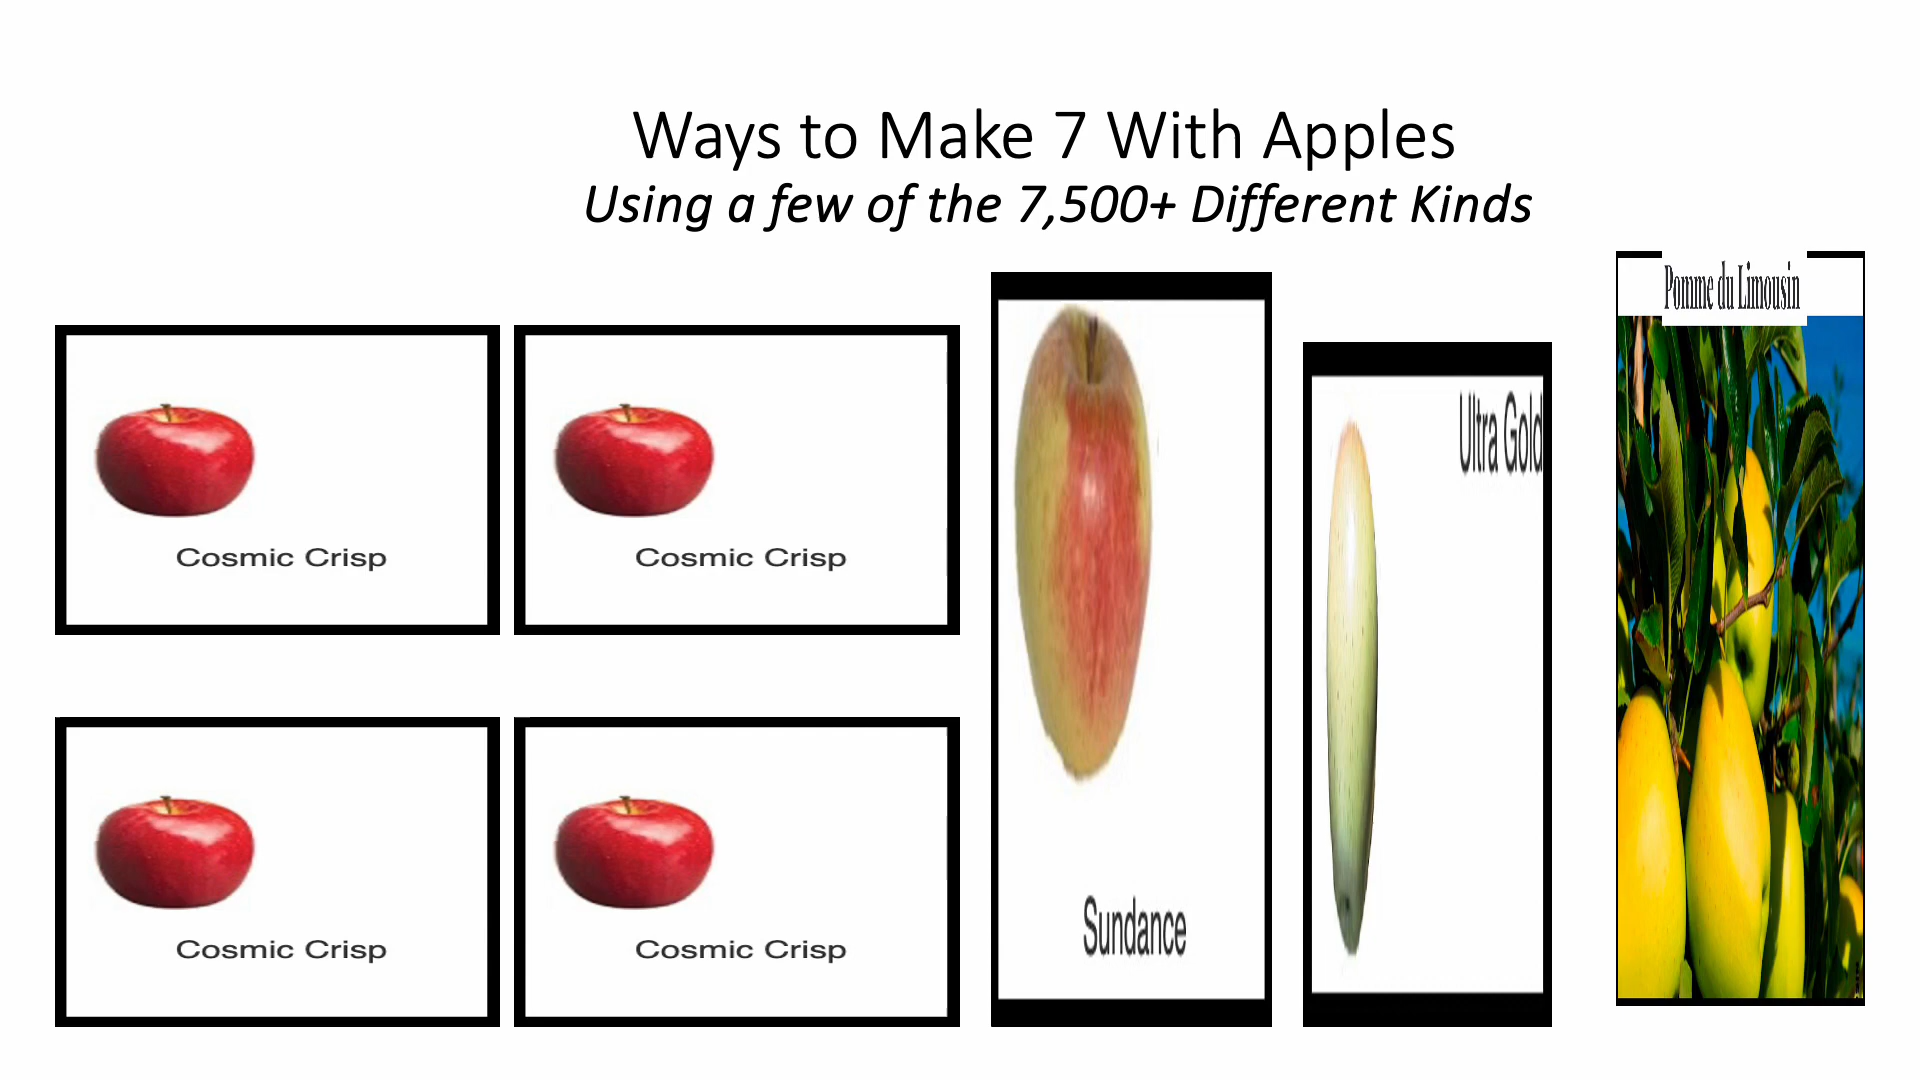 Ways to Make 7 With Apples
Using a few of the 7,500+ Different Kinds
Pomme du Limousin
Ultra Gold
Cosmic Crisp
Cosmic Crisp
Sundance
Cosmic Crisp
Cosmic Crisp